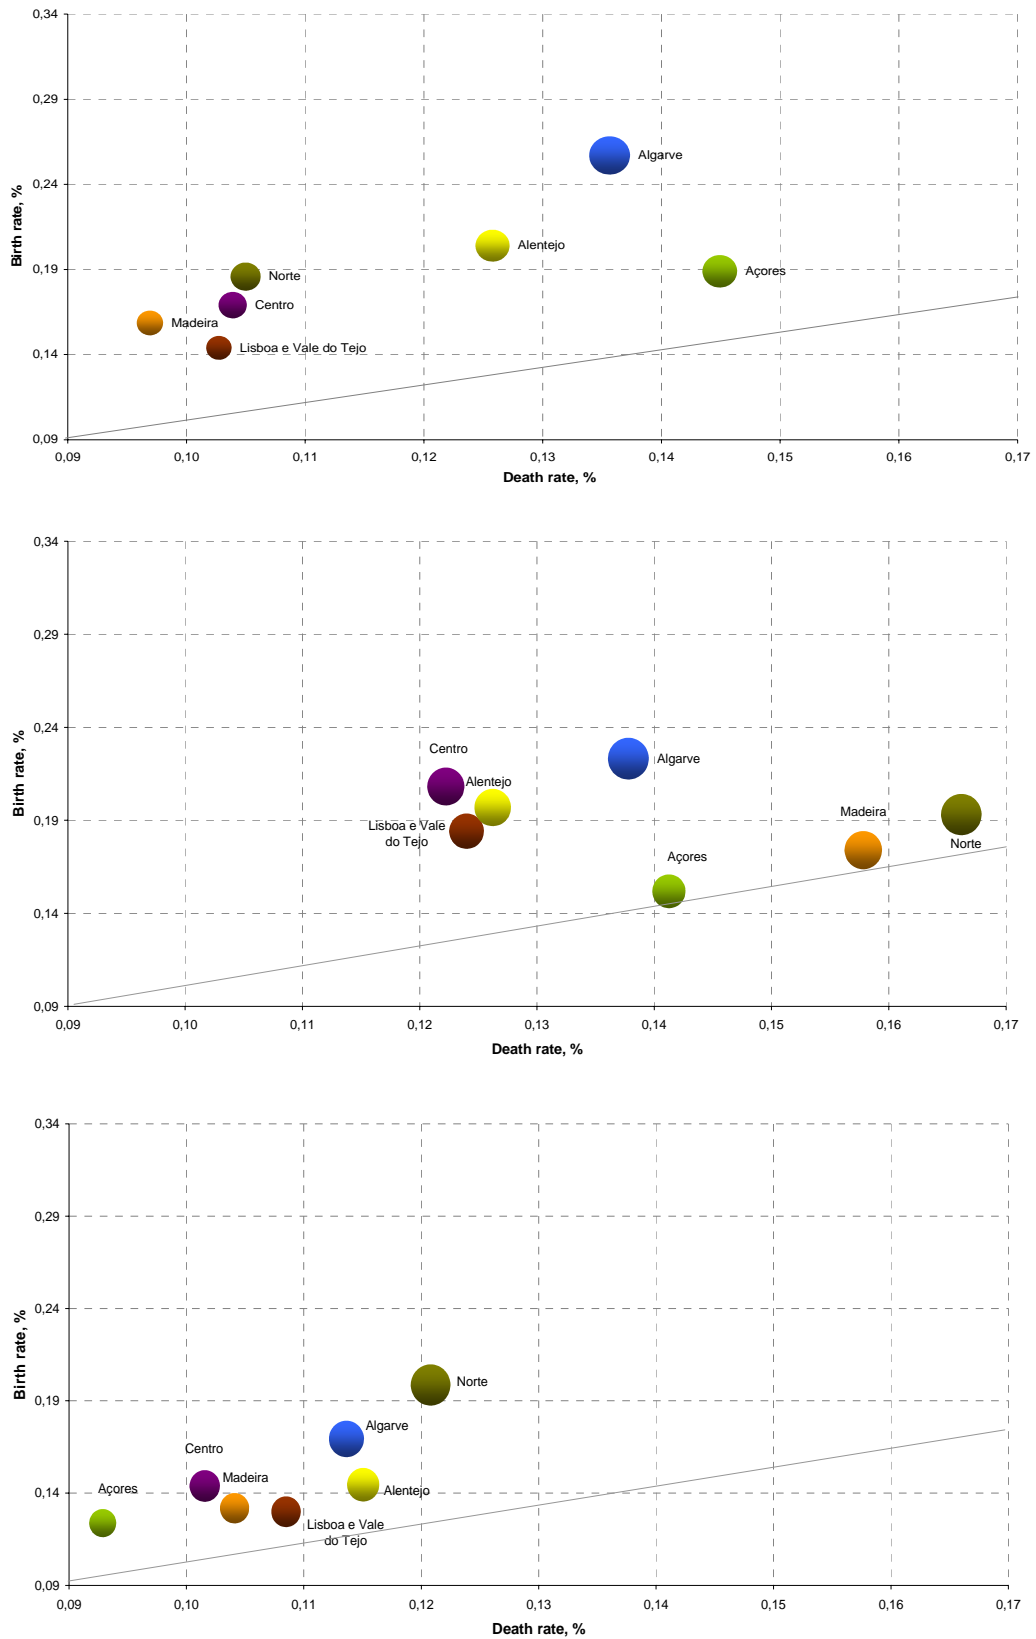 0,34
0,29
0,24
0,19
0,14
0,09
Birth rate, %
Algarve
Alentejo
Açores
Norte
Centro
Madeira
Lisboa e Vale do Tejo
0,09 0,10 0,11 0,12 0,13 0,14 0,15 0,16 0,17
Death rate, %
0,34
0,29
0,24
0,19
0,14
0,09
Birth rate, %
Centro
Algarve
Alentejo
Madeira
Lisboa e Vale
do Tejo
Norte
Açores
0,09 0,10 0,11 0,12 0,13 0,14 0,15 0,16 0,17
Death rate, %
0,34
0,29
0,24
0,19
0,14
0,09
Birth rate, %
Norte
Algarve
Centro
Madeira
Açores
Alentejo
Lisboa e Vale
do Tejo
0,09 0,10 0,11 0,12 0,13 0,14 0,15 0,16 0,17
Death rate, %